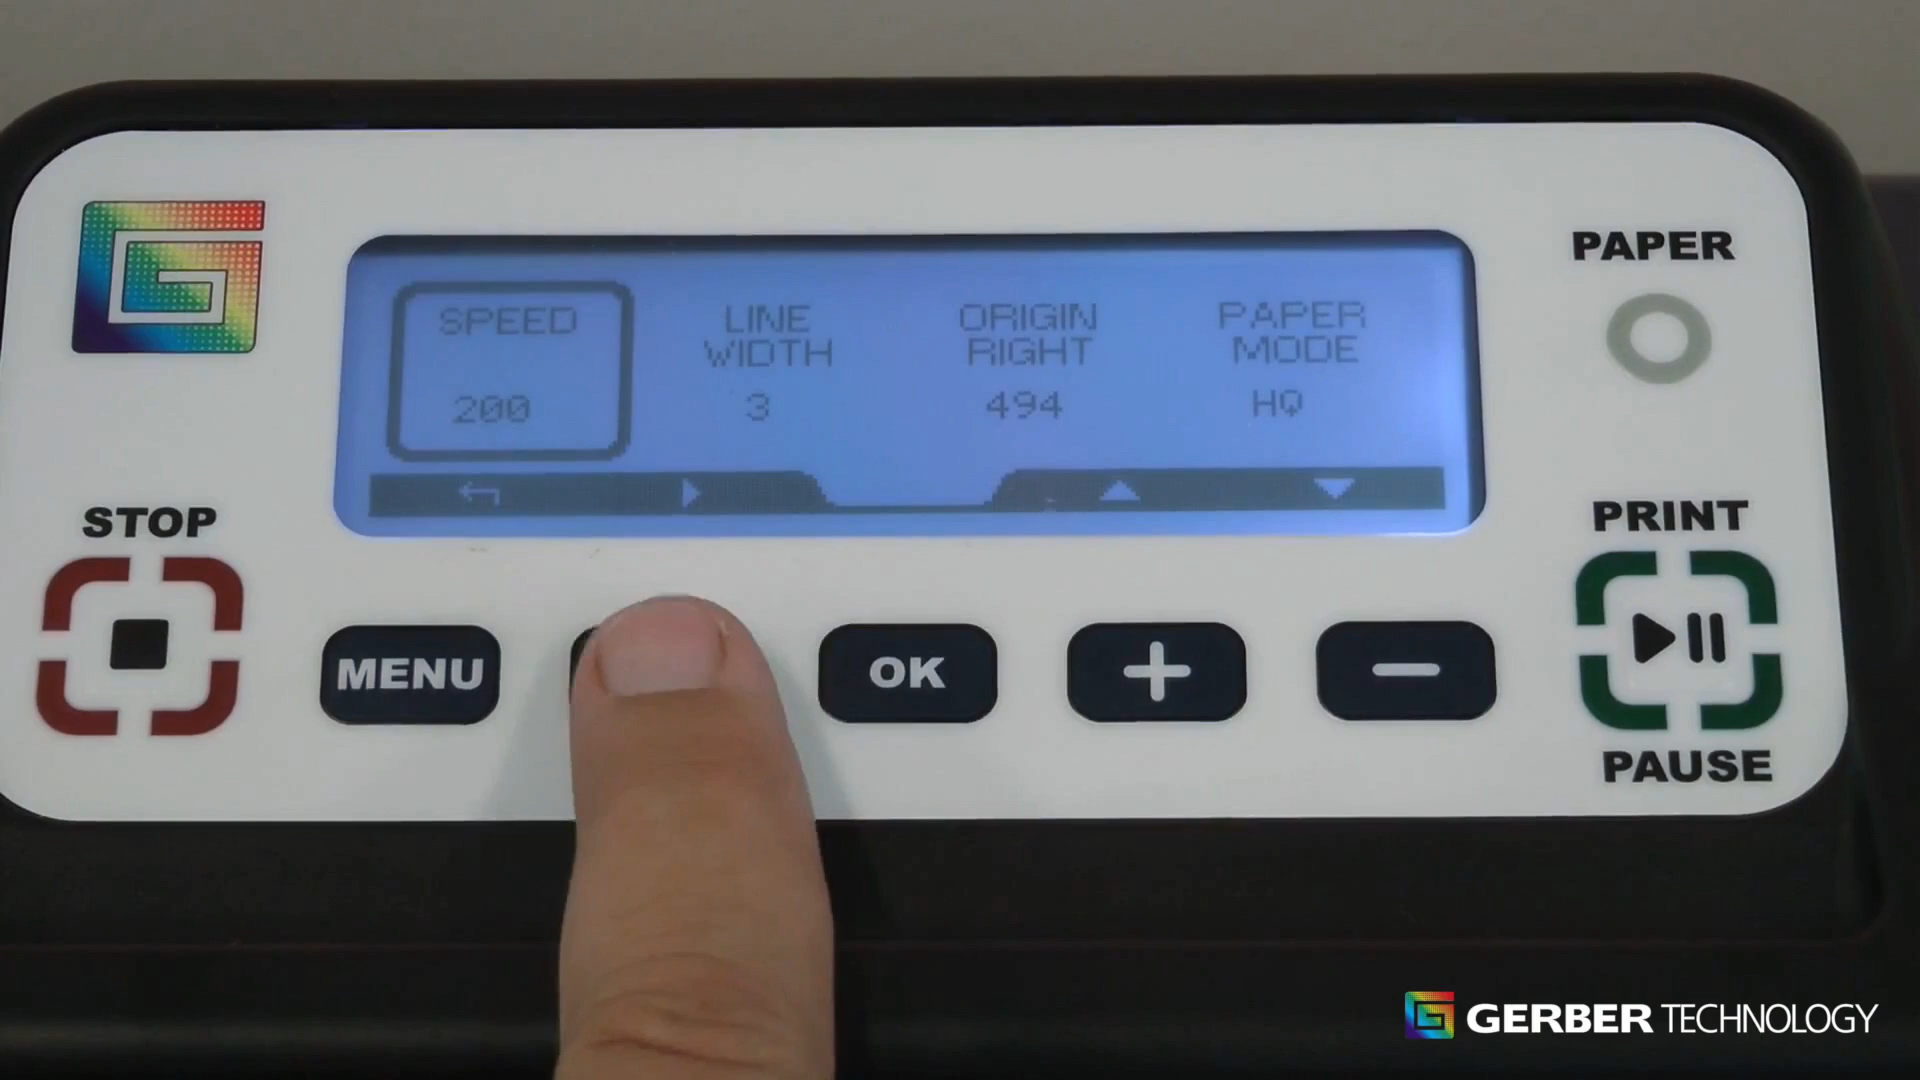 PAPER
SPEED
LINE
WIDTH
ORIGIN
RIGHT
PAPER
MODE
200
3
494
HQ
STOP
PRINT
MENU
OK
PAUSE
GERBER TECHNOLOGY